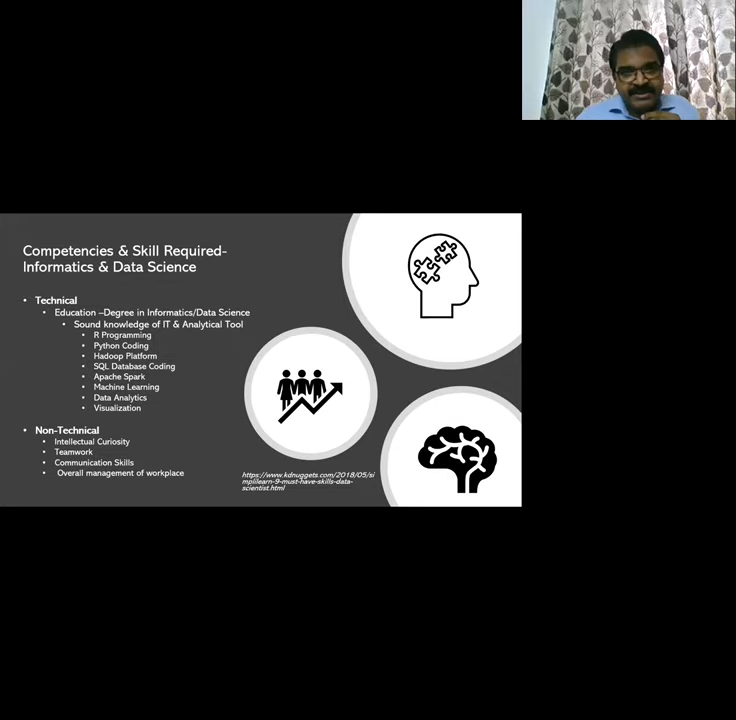 Competencies & Skill Required-
Informatics & Data Science
• Technical
• Education –Degree in Informatics/Data Science
• Sound knowledge of IT & Analytical Tool
• R Programming
• Python Coding
• Hadoop Platform
• SQL Database Coding
• Apache Spark
• Machine Learning
• Data Analytics
• Visualization
• Non-Technical
• Intellectual Curiosity
• Teamwork
• Communication Skills
• Overall management of workplace
https://www.kdnuggets.com/2018/05/si
mplilearn-9-must-have-skills-data-
scientist.html